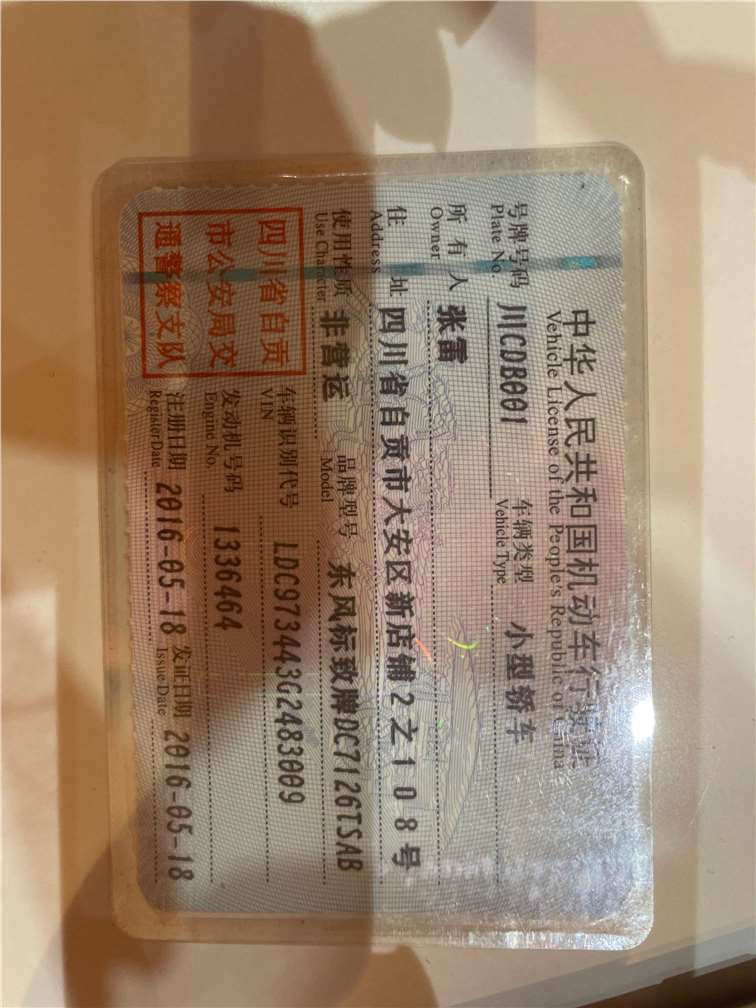 中华人民共和国机动车行驶证
Vehicle License of the People's Republic of China
号牌号码 川CDB001 车辆类型 小型轿车
Plate No. Vehicle Type
所有人 张雷
Owner
住址 四川省自贡市大安区新店铺2之108号
Address
使用性质 非营运 品牌型号 东风标致牌DC7126TSAB
Use Character Model
四川省自贡
市公安局交
通警察支队
车辆识别代号 LDC973443G2483009
VIN
发动机号码 1336464
Engine No.
注册日期 2016-05-18 发证日期 2016-05-18
Register Date Issue Date